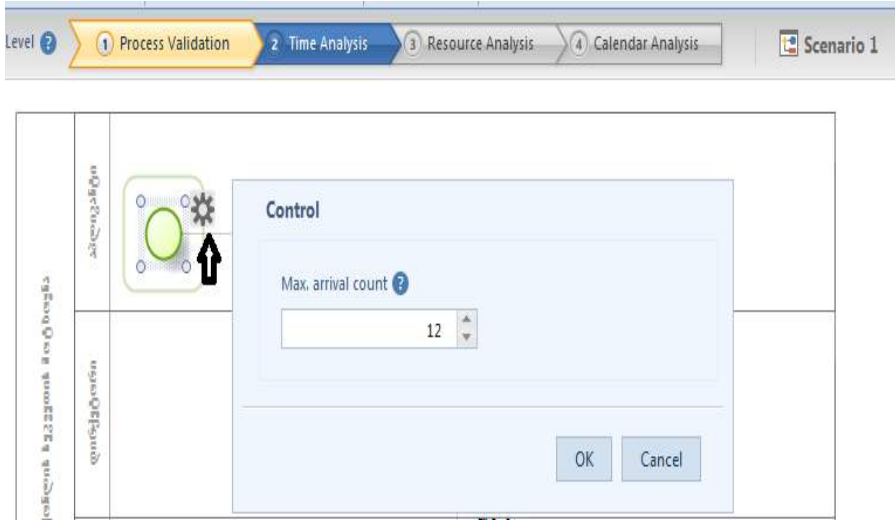 Level ?
1 Process Validation
2 Time Analysis
3 Resource Analysis
4 Calendar Analysis
Scenario 1
Control
Max. arrival count ?
12
OK
Cancel